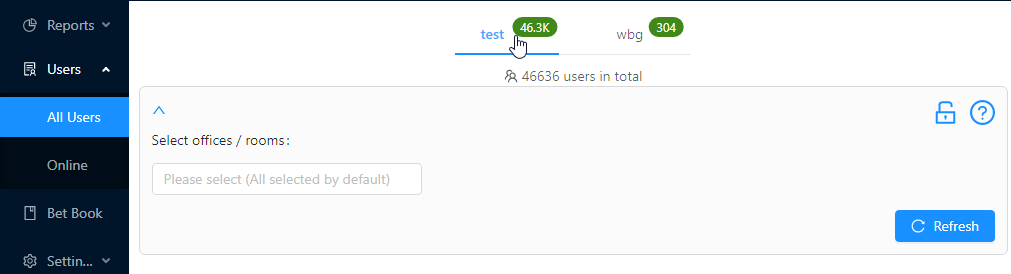 Reports
Users
All Users
Online
Bet Book
Settin...
test 46.3K wbg 304
46636 users in total
Select offices / rooms:
Please select (All selected by default)
Refresh